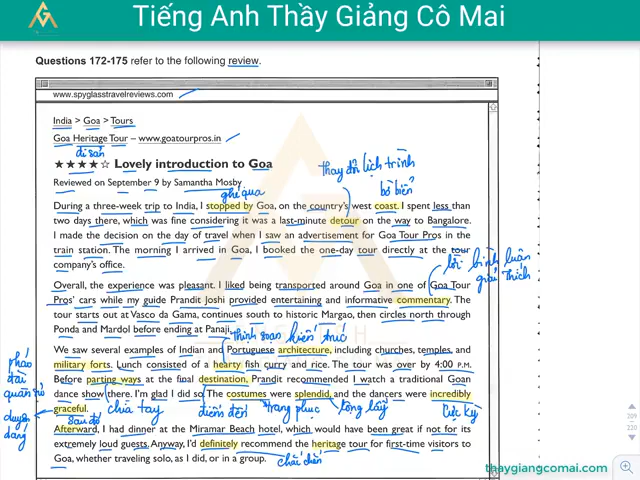 Tiếng Anh Thầy Giảng Cô Mai
Questions 172-175 refer to the following review.
www.spyglasstravelreviews.com
India > Goa > Tours
Goa Heritage Tour – www.goatourpros.in
di sản
★★★★☆ Lovely introduction to Goa
thay đổi lịch trình
Reviewed on September 9 by Samantha Mosby
ghé qua
bờ biển
During a three-week trip to India, I stopped by Goa, on the country's west coast. I spent less than
two days there, which was fine considering it was a last-minute detour on the way to Bangalore.
I made the decision on the day of travel when I saw an advertisement for Goa Tour Pros in the
train station. The morning I arrived in Goa, I booked the one-day tour directly at the tour
company's office.
lời bình luận
giải thích
Overall, the experience was pleasant. I liked being transported around Goa in one of Goa Tour
Pros' cars while my guide Prandit Joshi provided entertaining and informative commentary. The
tour starts out at Vasco da Gama, continues south to historic Margao, then circles north through
Ponda and Mardol before ending at Panaji.
thịnh soạn
kiến trúc
We saw several examples of Indian and Portuguese architecture, including churches, temples, and
military forts. Lunch consisted of a hearty fish curry and rice. The tour was over by 4:00 P.M.
Before parting ways at the final destination, Prandit recommended I watch a traditional Goan
dance show there. I'm glad I did so. The costumes were splendid, and the dancers were incredibly
graceful.
pháo
đài
quân sự
duyên
dáng
sau đó
chia tay
điểm đến
trang phục
lộng lẫy
cực kỳ
Afterward, I had dinner at the Miramar Beach hotel, which would have been great if not for its
extremely loud guests. Anyway, I'd definitely recommend the heritage tour for first-time visitors to
Goa, whether traveling solo, as I did, or in a group.
chắc chắn
209
220
thaygiangcomai.com